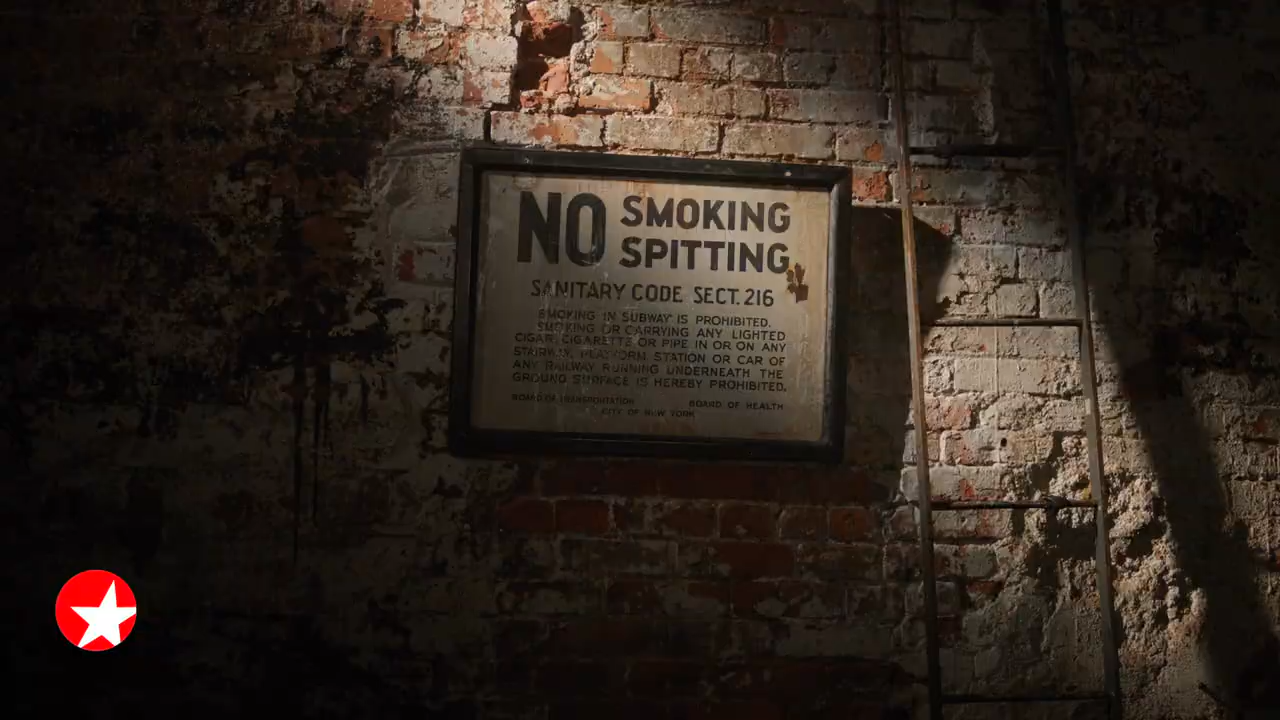 NO SMOKING
SPITTING
SANITARY CODE SECT. 216
SMOKING IN SUBWAY IS PROHIBITED.
SMOKING OR CARRYING ANY LIGHTED
CIGAR, CIGARETTE OR PIPE IN OR ON ANY
STAIRWAY, PLATFORM, STATION OR CAR OF
ANY RAILWAY RUNNING UNDERNEATH THE
GROUND SURFACE IS HEREBY PROHIBITED.
BOARD OF TRANSPORTATION BOARD OF HEALTH
CITY OF NEW YORK